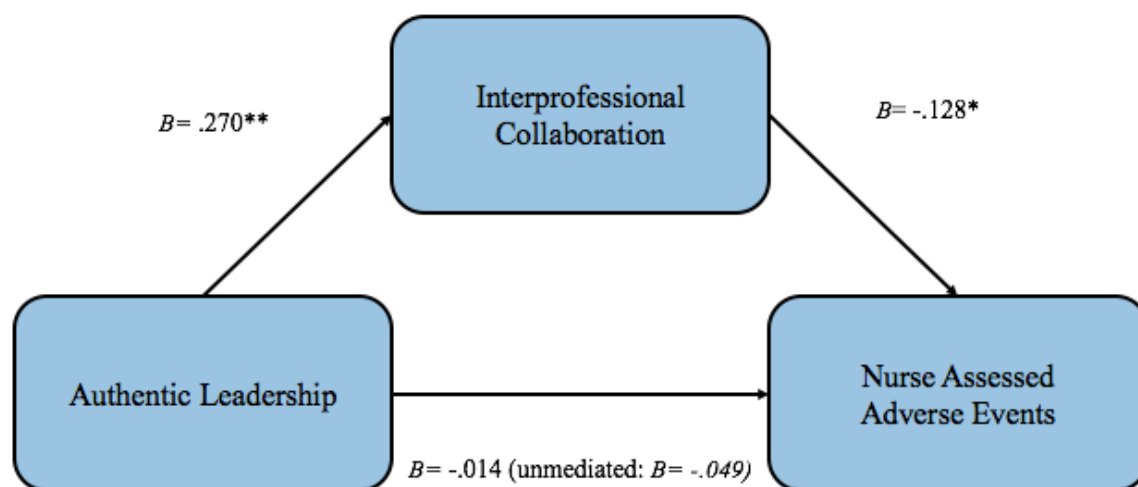 Interprofessional
Collaboration
B= .270**
B= -.128*
Authentic Leadership
Nurse Assessed
Adverse Events
B= -.014 (unmediated: B= -.049)